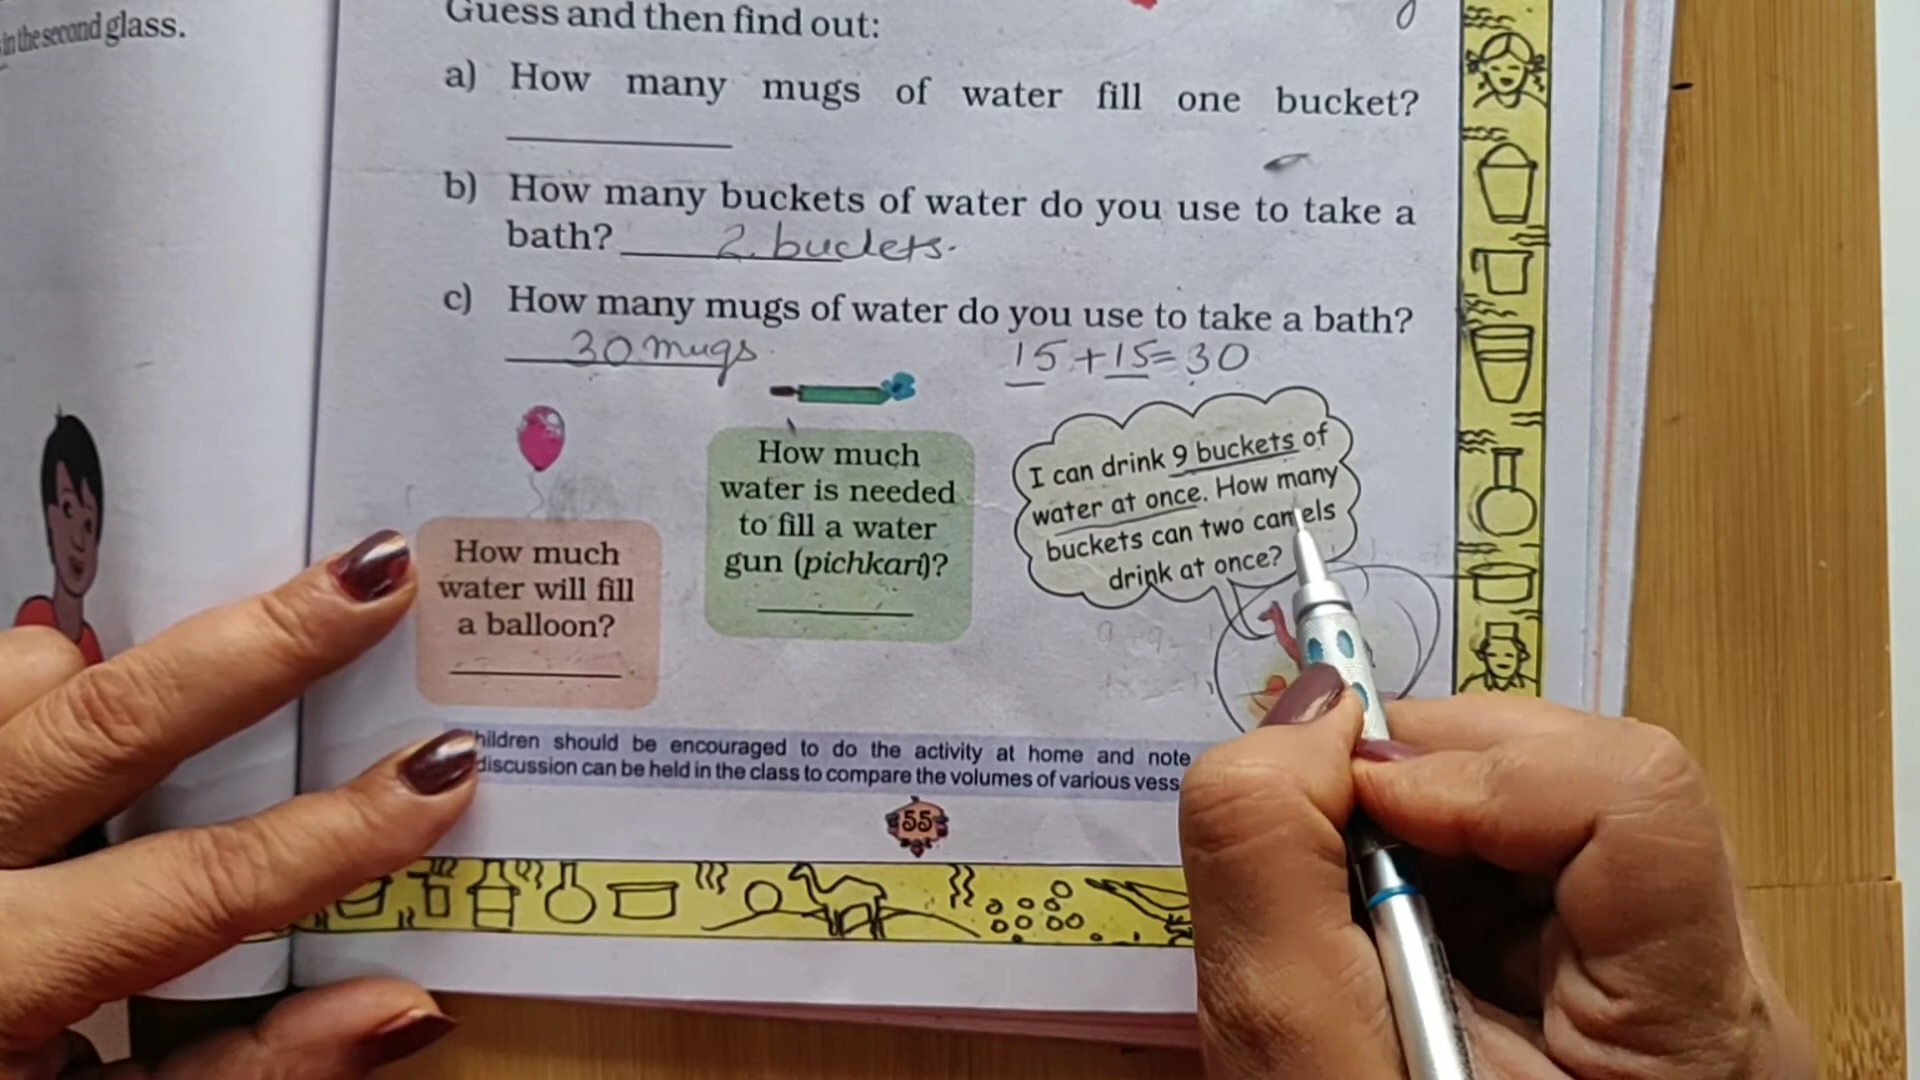 in the second glass.
Guess and then find out:
a) How many mugs of water fill one bucket?
b) How many buckets of water do you use to take a
bath? 2 buckets.
c) How many mugs of water do you use to take a bath?
30 mugs 15 + 15 = 30
How much
water will fill
a balloon?
How much
water is needed
to fill a water
gun (pichkari)?
I can drink 9 buckets of
water at once. How many
buckets can two camels
drink at once?
hildren should be encouraged to do the activity at home and note
discussion can be held in the class to compare the volumes of various
55